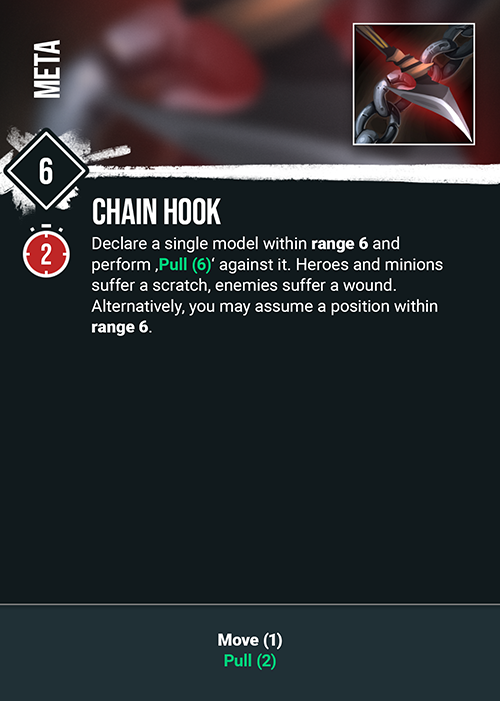 META
6
CHAIN HOOK
2
Declare a single model within range 6 and
perform ‚Pull (6)‘ against it. Heroes and minions
suffer a scratch, enemies suffer a wound.
Alternatively, you may assume a position within
range 6.
Move (1)
Pull (2)